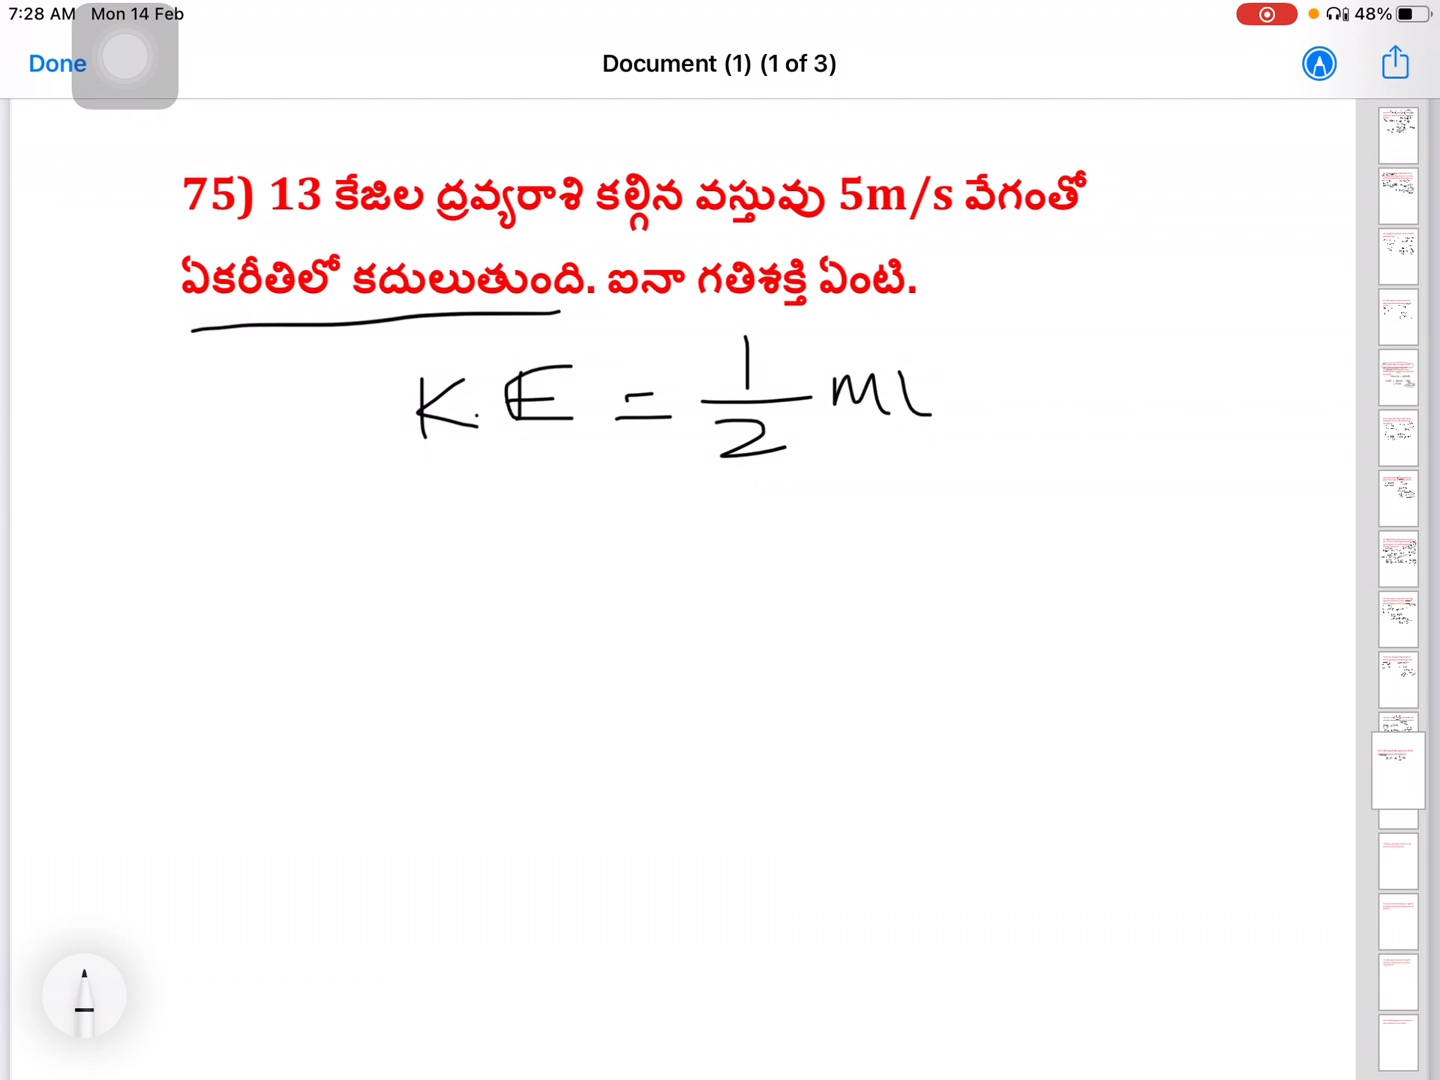 7:28 AM Mon 14 Feb
48%
Done
Document (1) (1 of 3)
75) 13 కేజిల ద్రవ్యరాశి కల్గిన వస్తువు 5m/s వేగంతో
ఏకరీతిలో కదులుతుంది. ఐనా గతిశక్తి ఏంటి.
K.E = 1/2 m